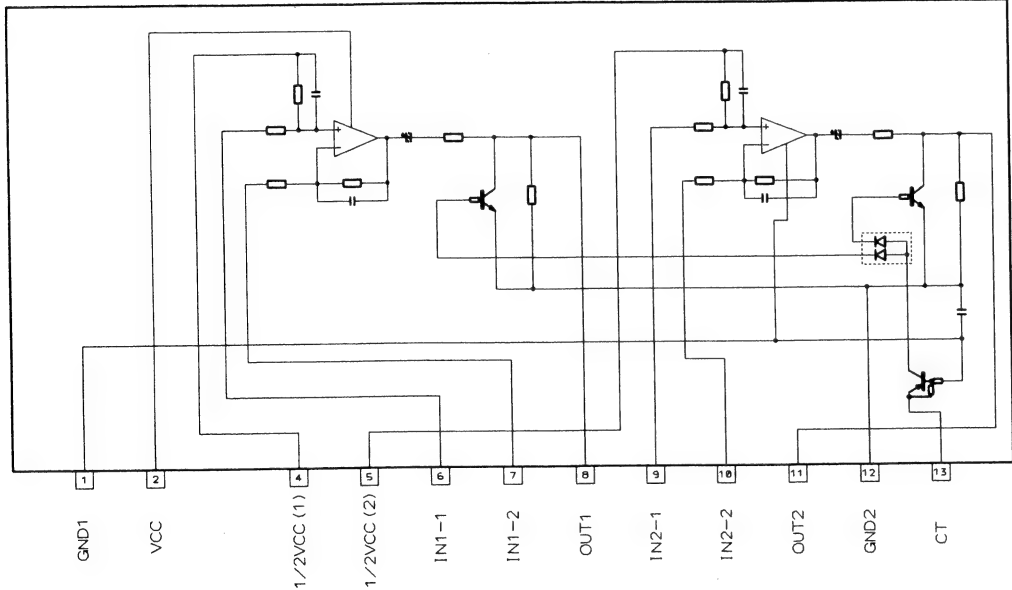 1
2
4
5
6
7
8
9
10
11
12
13
GND1
VCC
1/2VCC (1)
1/2VCC (2)
IN1-1
IN1-2
OUT1
IN2-1
IN2-2
OUT2
GND2
CT